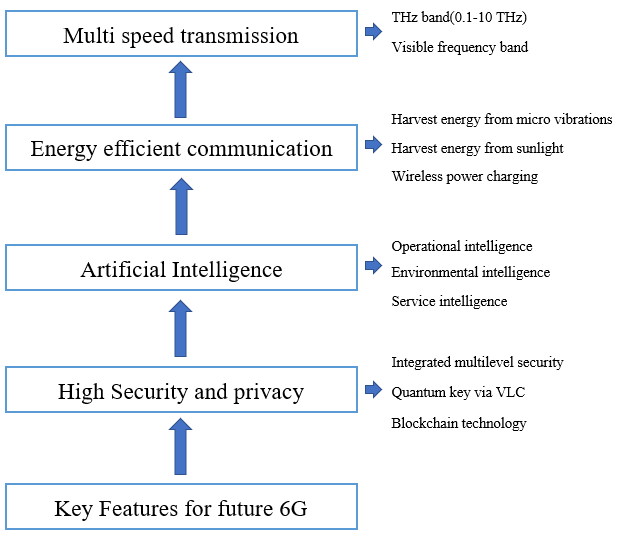 Multi speed transmission
THz band(0.1-10 THz)
Visible frequency band
Energy efficient communication
Harvest energy from micro vibrations
Harvest energy from sunlight
Wireless power charging
Artificial Intelligence
Operational intelligence
Environmental intelligence
Service intelligence
High Security and privacy
Integrated multilevel security
Quantum key via VLC
Blockchain technology
Key Features for future 6G